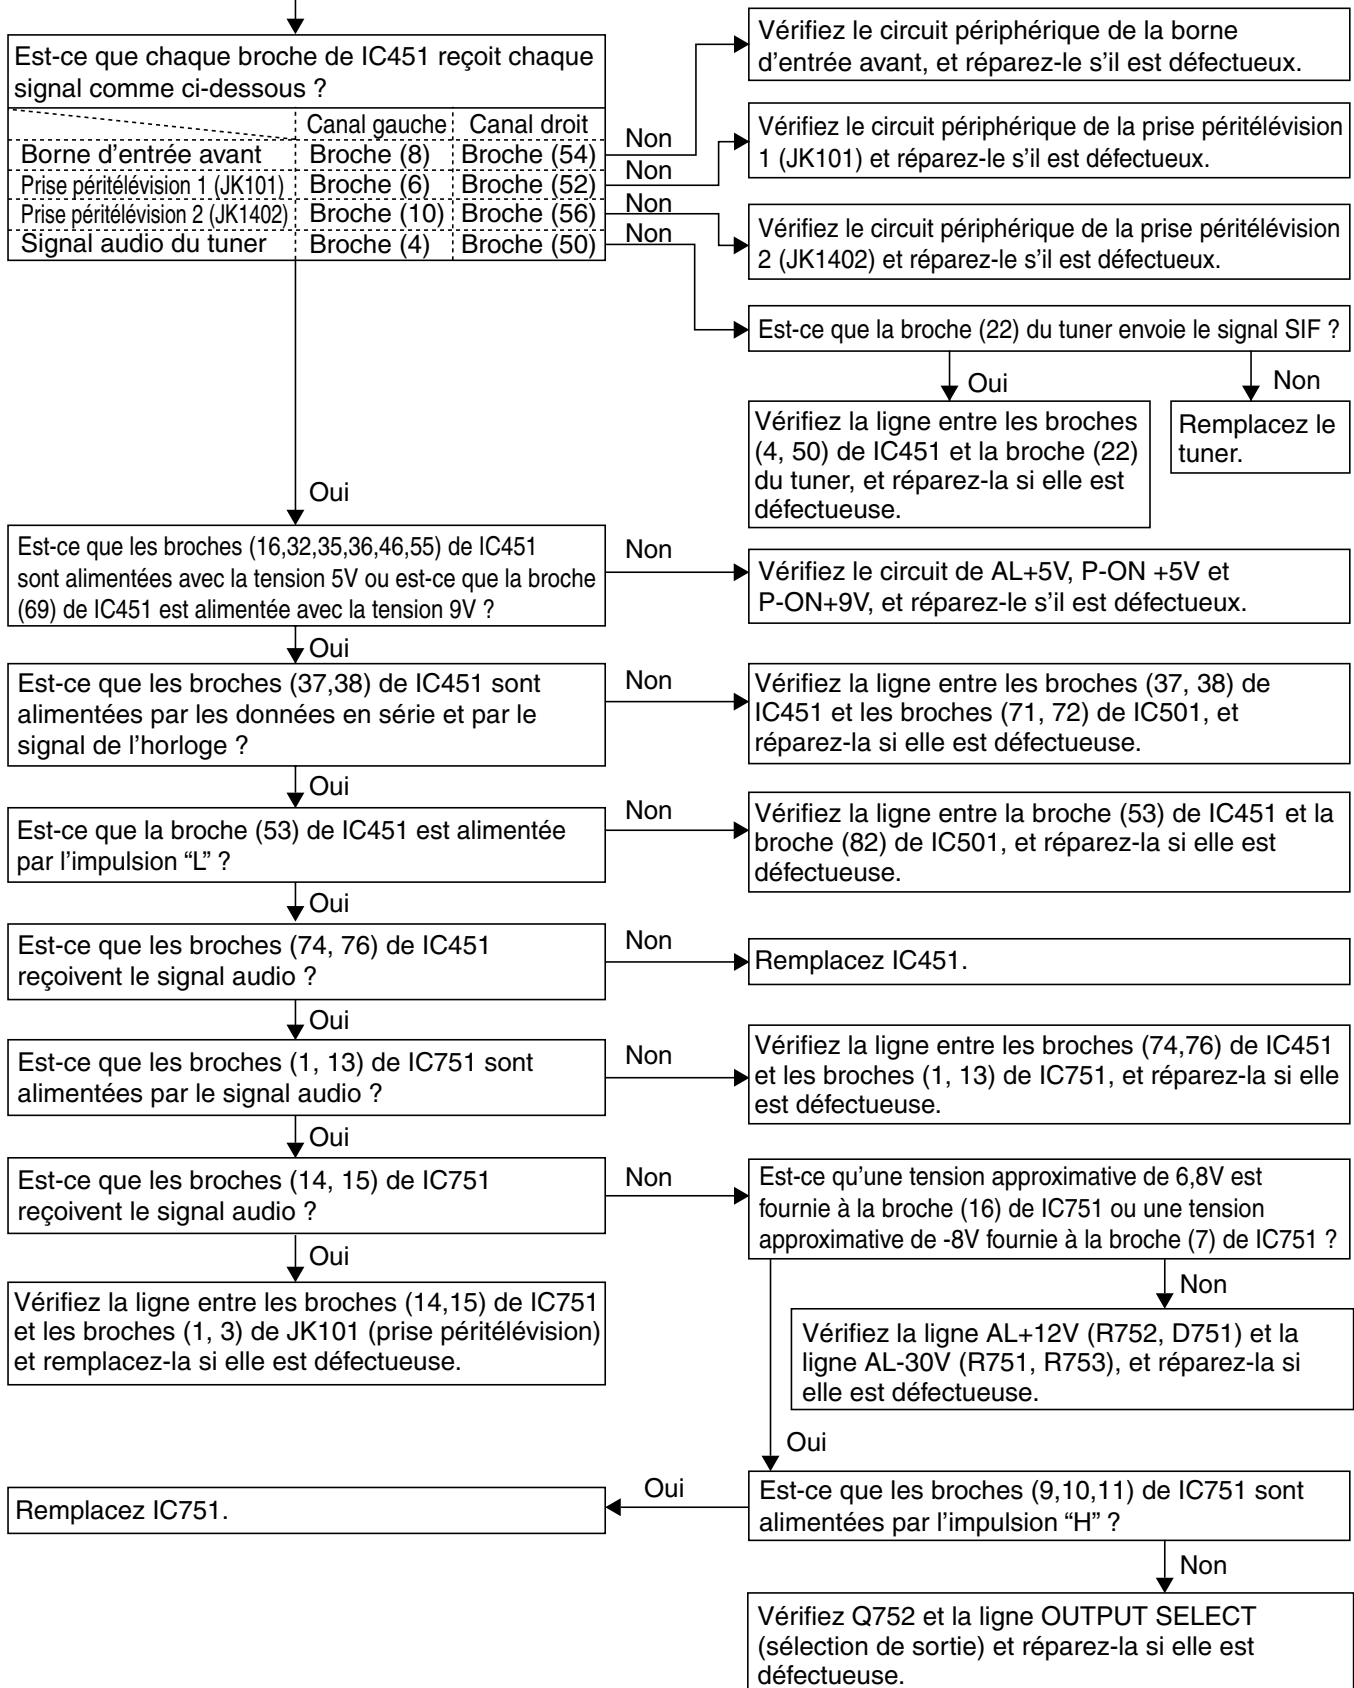 Est-ce que chaque broche de IC451 reçoit chaque
signal comme ci-dessous ?
Canal gauche Canal droit
Borne d'entrée avant Broche (8) Broche (54)
Prise péritélévision 1 (JK101) Broche (6) Broche (52)
Prise péritélévision 2 (JK1402) Broche (10) Broche (56)
Signal audio du tuner Broche (4) Broche (50)
Non
Non
Non
Non
Vérifiez le circuit périphérique de la borne
d'entrée avant, et réparez-le s'il est défectueux.
Vérifiez le circuit périphérique de la prise péritélévision
1 (JK101) et réparez-le s'il est défectueux.
Vérifiez le circuit périphérique de la prise péritélévision
2 (JK1402) et réparez-le s'il est défectueux.
Est-ce que la broche (22) du tuner envoie le signal SIF ?
Oui
Non
Vérifiez la ligne entre les broches
(4, 50) de IC451 et la broche (22)
du tuner, et réparez-la si elle est
défectueuse.
Remplacez le
tuner.
Oui
Est-ce que les broches (16,32,35,36,46,55) de IC451
sont alimentées avec la tension 5V ou est-ce que la broche
(69) de IC451 est alimentée avec la tension 9V ?
Non
Vérifiez le circuit de AL+5V, P-ON +5V et
P-ON+9V, et réparez-le s'il est défectueux.
Oui
Est-ce que les broches (37,38) de IC451 sont
alimentées par les données en série et par le
signal de l'horloge ?
Non
Vérifiez la ligne entre les broches (37, 38) de
IC451 et les broches (71, 72) de IC501, et
réparez-la si elle est défectueuse.
Oui
Est-ce que la broche (53) de IC451 est alimentée
par l'impulsion “L” ?
Non
Vérifiez la ligne entre la broche (53) de IC451 et la
broche (82) de IC501, et réparez-la si elle est
défectueuse.
Oui
Est-ce que les broches (74, 76) de IC451
reçoivent le signal audio ?
Non
Remplacez IC451.
Oui
Est-ce que les broches (1, 13) de IC751 sont
alimentées par le signal audio ?
Non
Vérifiez la ligne entre les broches (74,76) de IC451
et les broches (1, 13) de IC751, et réparez-la si elle
est défectueuse.
Oui
Est-ce que les broches (14, 15) de IC751
reçoivent le signal audio ?
Non
Est-ce qu'une tension approximative de 6,8V est
fournie à la broche (16) de IC751 ou une tension
approximative de -8V fournie à la broche (7) de IC751 ?
Oui
Vérifiez la ligne entre les broches (14,15) de IC751
et les broches (1, 3) de JK101 (prise péritélévision)
et remplacez-la si elle est défectueuse.
Non
Vérifiez la ligne AL+12V (R752, D751) et la
ligne AL-30V (R751, R753), et réparez-la si
elle est défectueuse.
Oui
Est-ce que les broches (9,10,11) de IC751 sont
alimentées par l'impulsion “H” ?
Oui
Remplacez IC751.
Non
Vérifiez Q752 et la ligne OUTPUT SELECT
(sélection de sortie) et réparez-la si elle est
défectueuse.